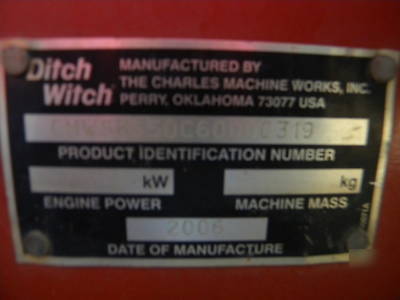 Ditch Witch
MANUFACTURED BY
THE CHARLES MACHINE WORKS, INC.
PERRY, OKLAHOMA 73077 USA
PRODUCT IDENTIFICATION NUMBER
kW
kg
ENGINE POWER
MACHINE MASS
2006
DATE OF MANUFACTURE